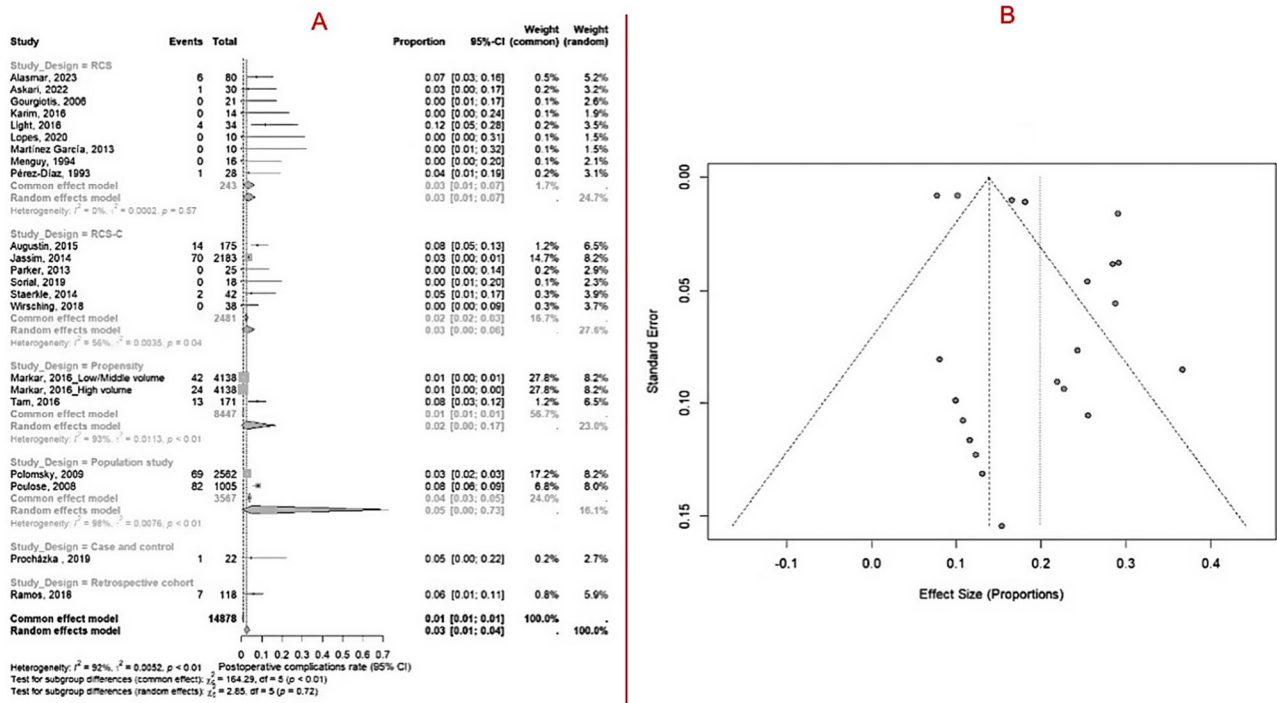 A
Study Events Total Proportion 95%-CI Weight (common) Weight (random)
Study_Design = RCS
Alasmar, 2023 6 80 0.07 [0.03; 0.16] 0.5% 5.2%
Askari, 2022 1 30 0.03 [0.00; 0.17] 0.2% 3.2%
Gourgiotis, 2006 0 21 0.00 [0.01; 0.17] 0.1% 2.6%
Karim, 2016 0 14 0.00 [0.00; 0.24] 0.1% 1.9%
Light, 2016 4 34 0.12 [0.05; 0.28] 0.2% 3.5%
Lopes, 2020 0 10 0.00 [0.00; 0.31] 0.1% 1.5%
Martínez García, 2013 0 10 0.00 [0.01; 0.32] 0.1% 1.5%
Menguy, 1994 0 16 0.00 [0.00; 0.20] 0.1% 2.1%
Pérez-Díaz, 1993 1 28 0.04 [0.01; 0.19] 0.2% 3.1%
Common effect model 243 0.03 [0.01; 0.07] 1.7% .
Random effects model 0.03 [0.01; 0.07] . 24.7%
Heterogeneity: I² = 0%, τ² = 0.0002, p = 0.57
Study_Design = RCS-C
Augustin, 2015 14 175 0.08 [0.05; 0.13] 1.2% 6.5%
Jassim, 2014 70 2183 0.03 [0.00; 0.01] 14.7% 8.2%
Parker, 2013 0 25 0.00 [0.00; 0.14] 0.2% 2.9%
Sorial, 2019 0 18 0.00 [0.01; 0.20] 0.1% 2.3%
Staerkle, 2014 2 42 0.05 [0.01; 0.17] 0.3% 3.9%
Wirsching, 2018 0 38 0.00 [0.00; 0.09] 0.3% 3.7%
Common effect model 2481 0.02 [0.02; 0.03] 16.7% .
Random effects model 0.03 [0.00; 0.06] . 27.6%
Heterogeneity: I² = 56%, τ² = 0.0035, p = 0.04
Study_Design = Propensity
Markar, 2016_Low/Middle volume 42 4138 0.01 [0.00; 0.01] 27.8% 8.2%
Markar, 2016_High volume 24 4138 0.01 [0.00; 0.00] 27.8% 8.2%
Tam, 2016 13 171 0.08 [0.03; 0.12] 1.2% 6.5%
Common effect model 8447 0.01 [0.01; 0.01] 56.7% .
Random effects model 0.02 [0.00; 0.17] . 23.0%
Heterogeneity: I² = 93%, τ² = 0.0113, p < 0.01
Study_Design = Population study
Polomsky, 2009 69 2562 0.03 [0.02; 0.03] 17.2% 8.2%
Poulose, 2008 82 1005 0.08 [0.06; 0.09] 6.8% 8.0%
Common effect model 3567 0.04 [0.03; 0.05] 24.0% .
Random effects model 0.05 [0.00; 0.73] . 16.1%
Heterogeneity: I² = 98%, τ² = 0.0076, p < 0.01
Study_Design = Case and control
Procházka , 2019 1 22 0.05 [0.00; 0.22] 0.2% 2.7%
Study_Design = Retrospective cohort
Ramos, 2018 7 118 0.06 [0.01; 0.11] 0.8% 5.9%
Common effect model 14878 0.01 [0.01; 0.01] 100.0% .
Random effects model 0.03 [0.01; 0.04] . 100.0%
0 0.1 0.2 0.3 0.4 0.5 0.6 0.7
Heterogeneity: I² = 92%, τ² = 0.0052, p < 0.01 Postoperative complications rate (95% CI)
Test for subgroup differences (common effect): χ²₅ = 164.29, df = 5 (p < 0.01)
Test for subgroup differences (random effects): χ²₅ = 2.85, df = 5 (p = 0.72)
B
Standard Error
0.00
0.05
0.10
0.15
-0.1 0.0 0.1 0.2 0.3 0.4
Effect Size (Proportions)